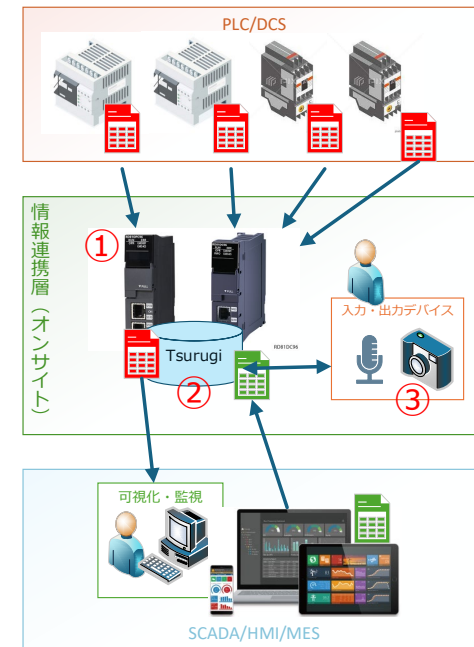 PLC/DCS
情報連携層（オンサイト）
①
入力・出力デバイス
RD81DC96
Tsurugi
②
③
可視化・監視
SCADA/HMI/MES